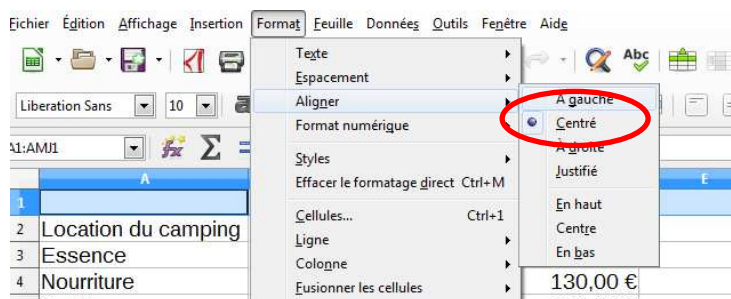 Fichier Édition Affichage Insertion Format Feuille Données Outils Fenêtre Aide
Abc
Liberation Sans 10
A1:AMJ1
A E
1
2 Location du camping
3 Essence
4 Nourriture 130,00 €
Texte
Espacement
Aligner
Format numérique
Styles
Effacer le formatage direct Ctrl+M
Cellules... Ctrl+1
Ligne
Colonne
Fusionner les cellules
À gauche
Centré
À droite
Justifié
En haut
Centre
En bas